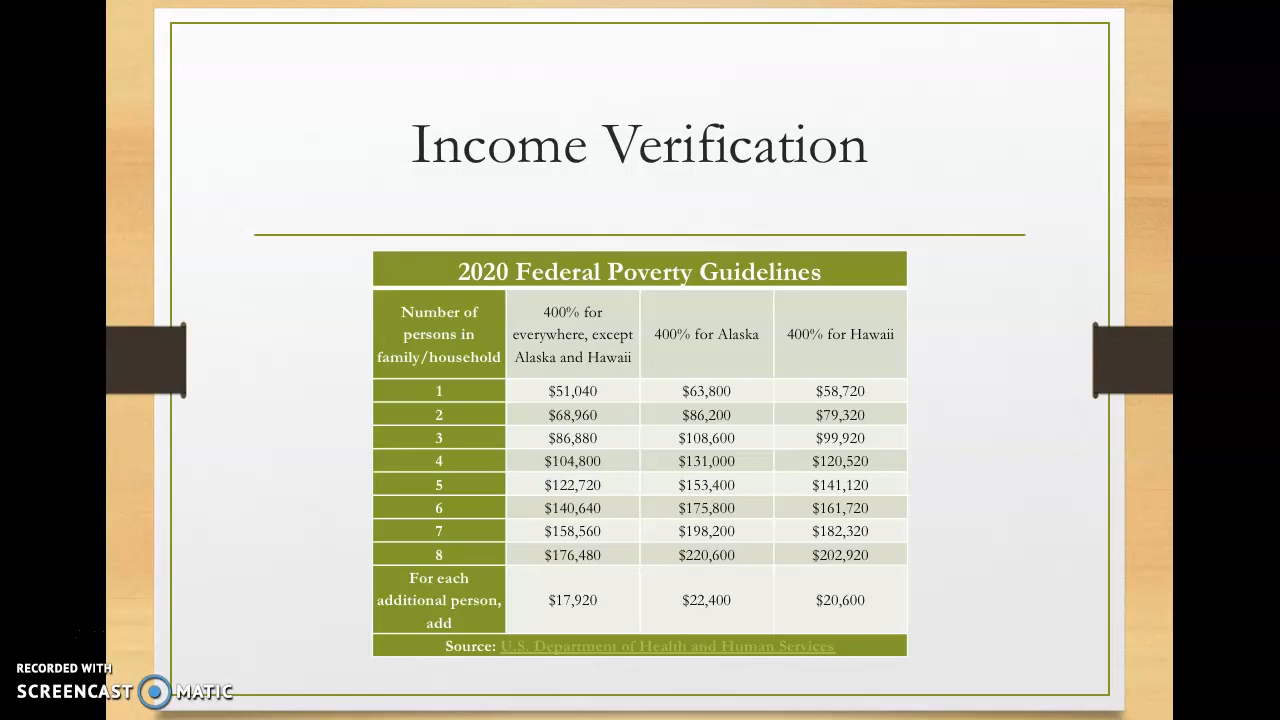 Income Verification
2020 Federal Poverty Guidelines
Number of
persons in
family/household
400% for
everywhere, except
Alaska and Hawaii
400% for Alaska
400% for Hawaii
1 $51,040 $63,800 $58,720
2 $68,960 $86,200 $79,320
3 $86,880 $108,600 $99,920
4 $104,800 $131,000 $120,520
5 $122,720 $153,400 $141,120
6 $140,640 $175,800 $161,720
7 $158,560 $198,200 $182,320
8 $176,480 $220,600 $202,920
For each
additional person,
add
$17,920 $22,400 $20,600
Source: U.S. Department of Health and Human Services
RECORDED WITH
SCREENCAST MATIC